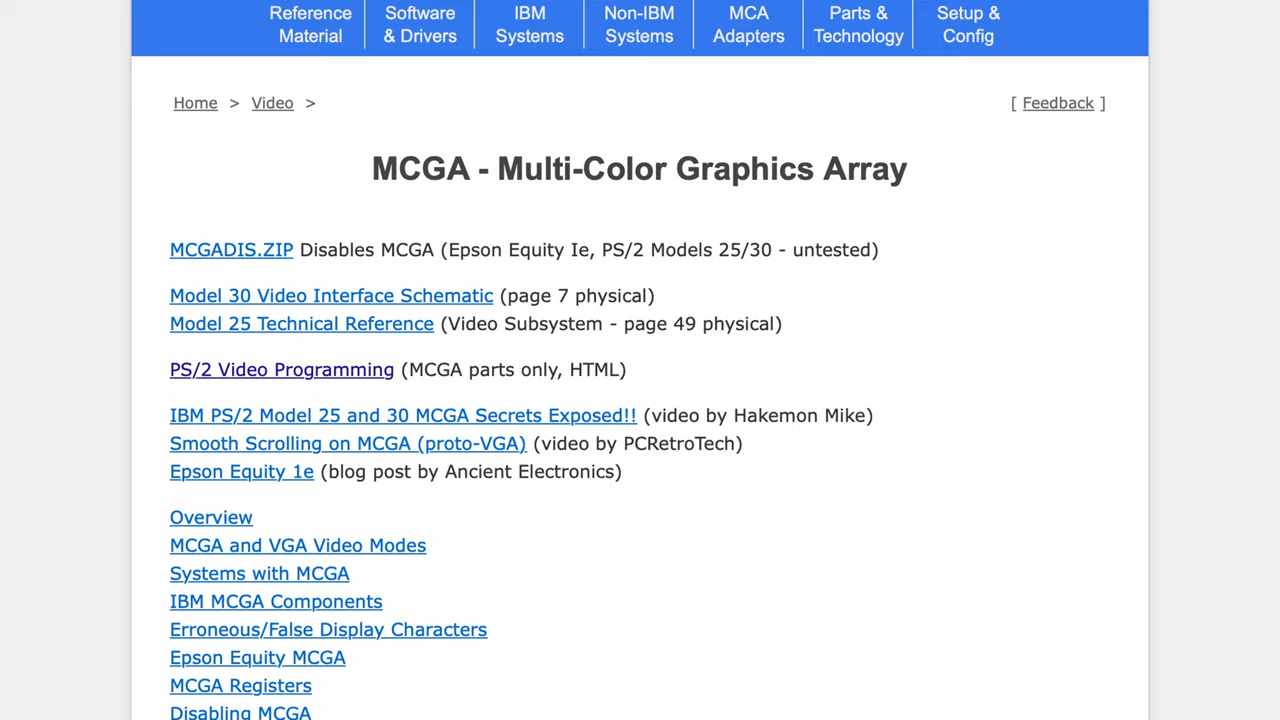 Reference Material
Software & Drivers
IBM Systems
Non-IBM Systems
MCA Adapters
Parts & Technology
Setup & Config
Home > Video >
[ Feedback ]
MCGA - Multi-Color Graphics Array
MCGADIS.ZIP Disables MCGA (Epson Equity Ie, PS/2 Models 25/30 - untested)
Model 30 Video Interface Schematic (page 7 physical)
Model 25 Technical Reference (Video Subsystem - page 49 physical)
PS/2 Video Programming (MCGA parts only, HTML)
IBM PS/2 Model 25 and 30 MCGA Secrets Exposed!! (video by Hakemon Mike)
Smooth Scrolling on MCGA (proto-VGA) (video by PCRetroTech)
Epson Equity 1e (blog post by Ancient Electronics)
Overview
MCGA and VGA Video Modes
Systems with MCGA
IBM MCGA Components
Erroneous/False Display Characters
Epson Equity MCGA
MCGA Registers
Disabling MCGA